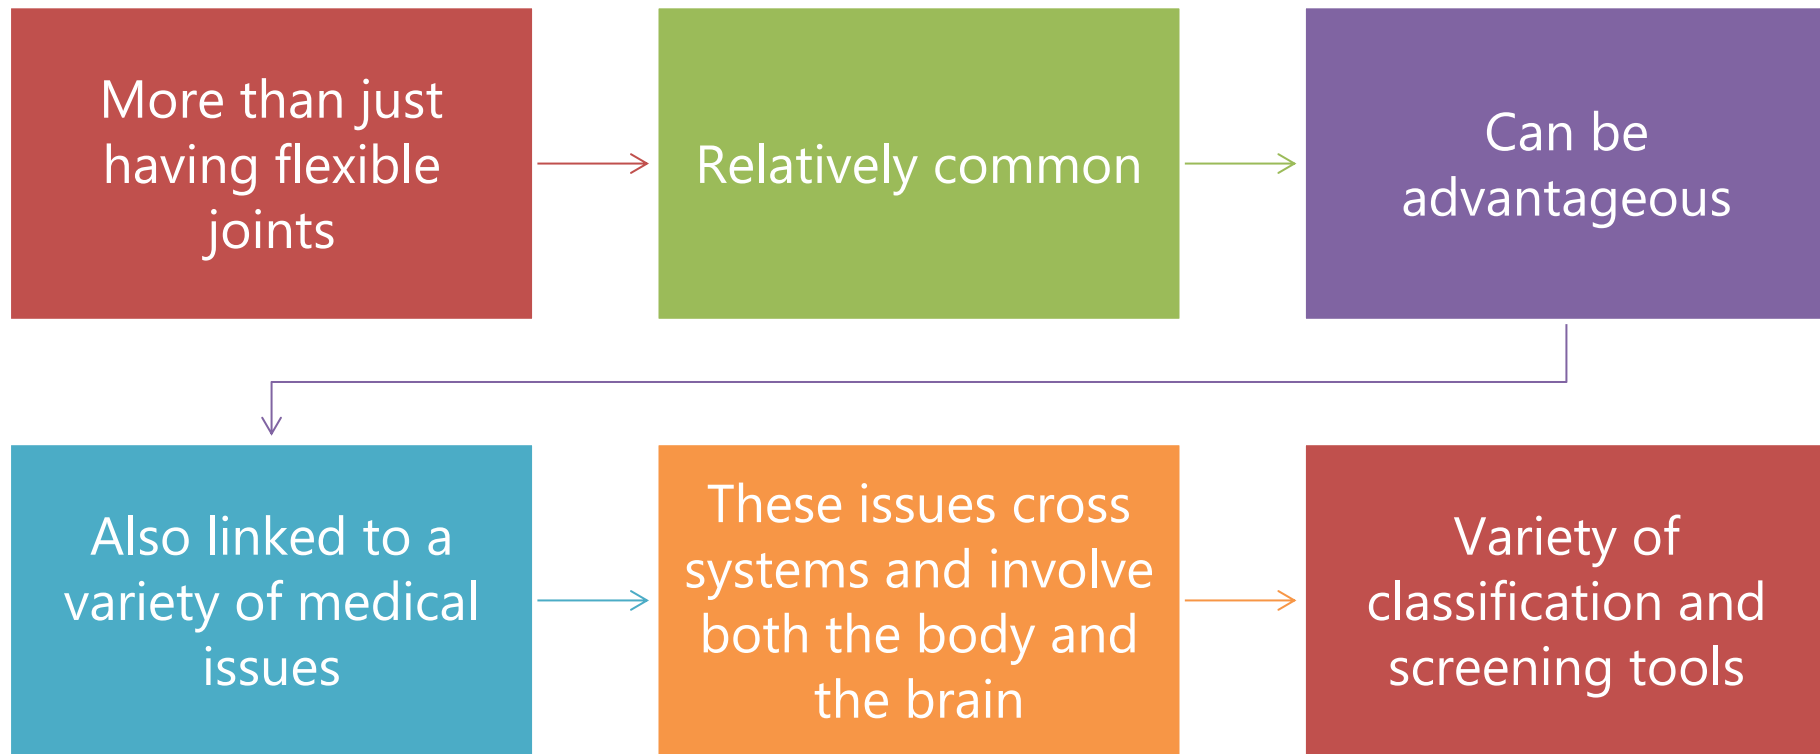 More than just
having flexible
joints
Relatively common
Can be
advantageous
Also linked to a
variety of medical
issues
These issues cross
systems and involve
both the body and
the brain
Variety of
classification and
screening tools